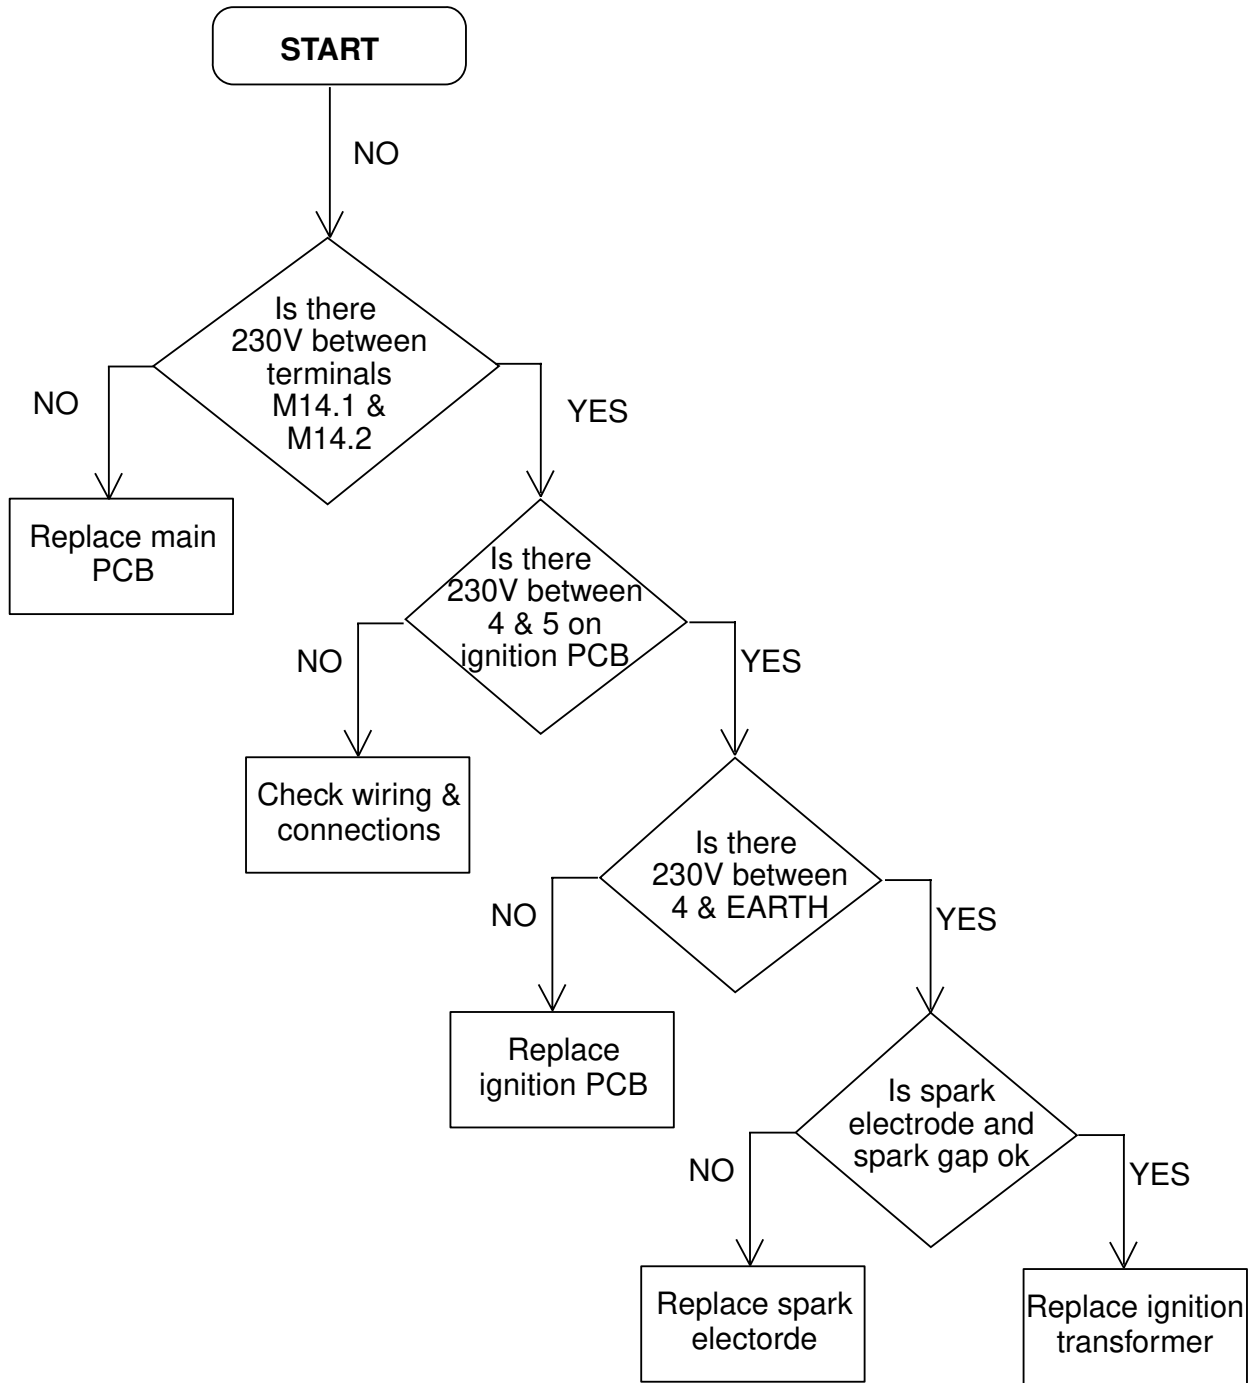 START
NO
Is there
230V between
terminals
M14.1 &
M14.2
NO
YES
Replace main
PCB
Is there
230V between
4 & 5 on
ignition PCB
NO
YES
Check wiring &
connections
Is there
230V between
4 & EARTH
NO
YES
Replace
ignition PCB
Is spark
electrode and
spark gap ok
NO
YES
Replace spark
electorde
Replace ignition
transformer